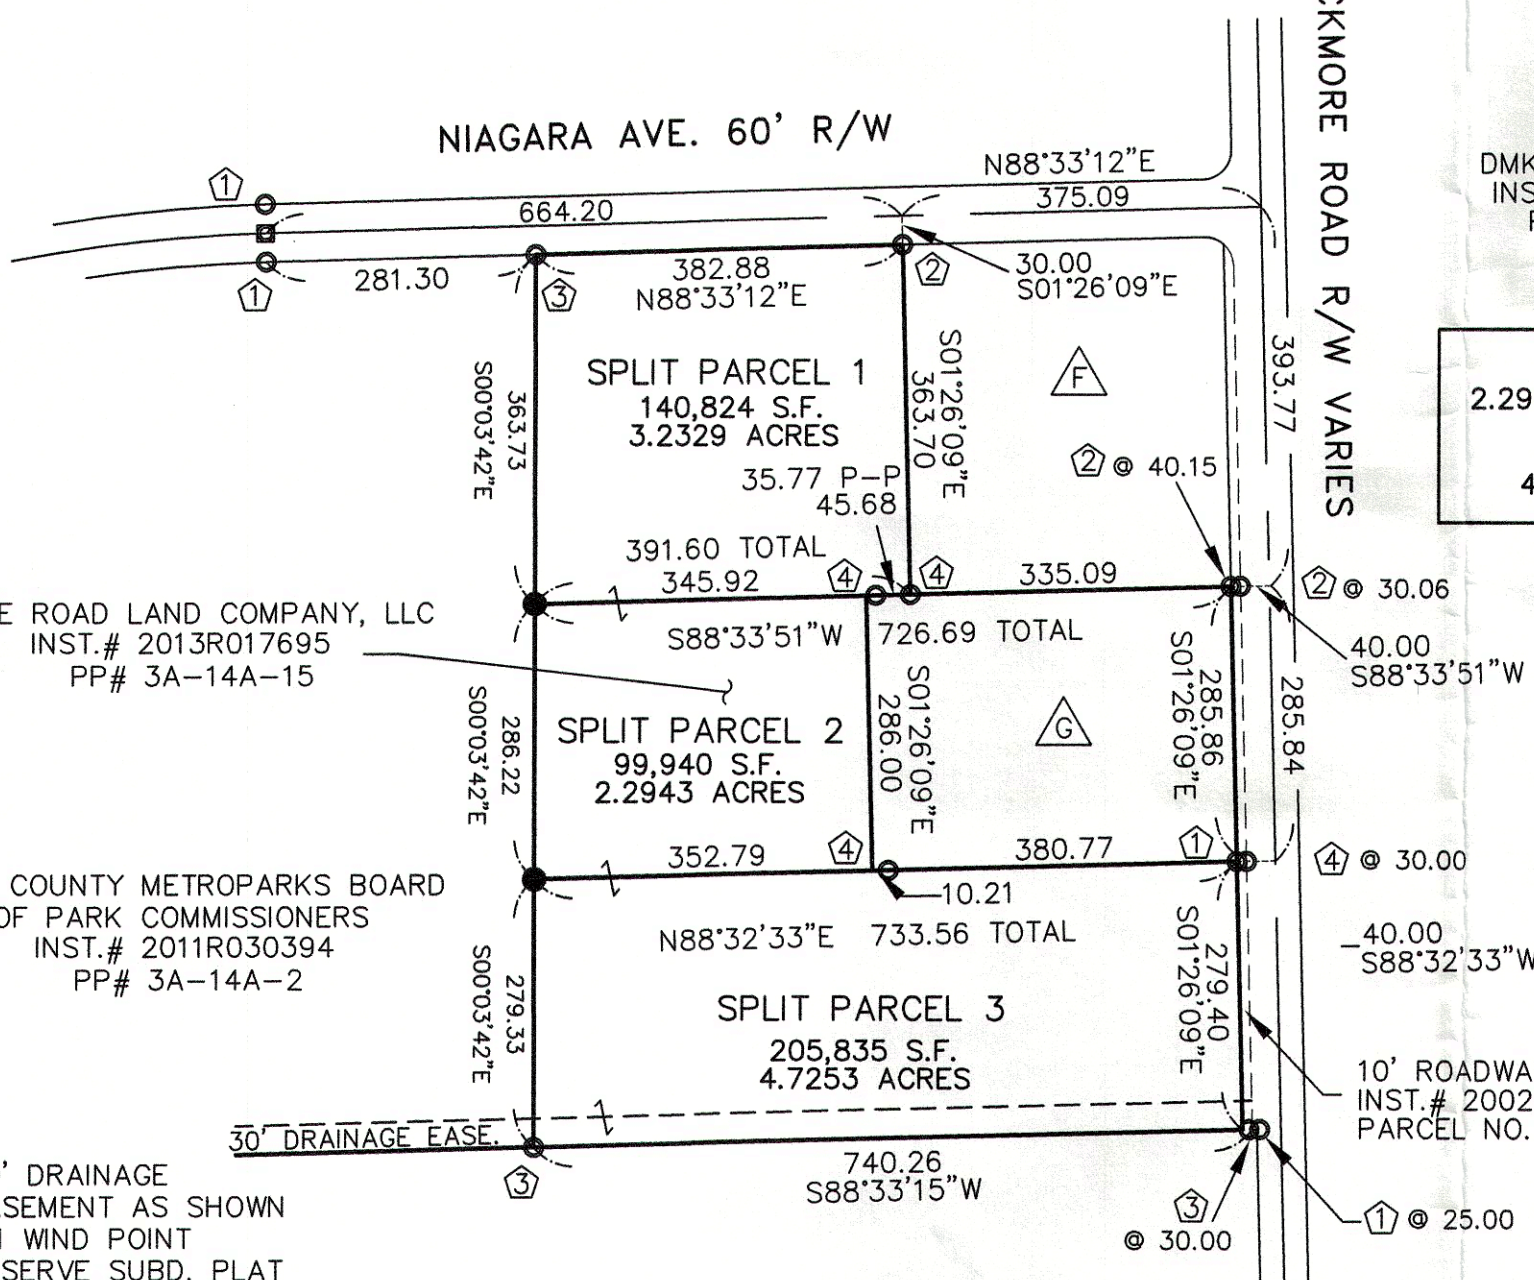 CKMORE ROAD R/W VARIES
NIAGARA AVE. 60' R/W
N88°33'12"E
375.09
1
664.20
1
281.30
3
382.88
N88°33'12"E
2
30.00
S01°26'09"E
DMK
INS
2.29
4
393.77
S00°03'42"E
363.73
SPLIT PARCEL 1
140,824 S.F.
3.2329 ACRES
S01°26'09"E
363.70
F
2 @ 40.15
35.77 P-P
45.68
391.60 TOTAL
345.92
4
4
335.09
2 @ 30.06
40.00
S88°33'51"W
E ROAD LAND COMPANY, LLC
INST.# 2013R017695
PP# 3A-14A-15
S88°33'51"W
726.69 TOTAL
S00°03'42"E
286.22
SPLIT PARCEL 2
99,940 S.F.
2.2943 ACRES
S01°26'09"E
286.00
G
S01°26'09"E
285.86
285.84
352.79
4
380.77
1
4 @ 30.00
10.21
COUNTY METROPARKS BOARD
OF PARK COMMISSIONERS
INST.# 2011R030394
PP# 3A-14A-2
N88°32'33"E
733.56 TOTAL
40.00
S88°32'33"W
S00°03'42"E
279.33
SPLIT PARCEL 3
205,835 S.F.
4.7253 ACRES
S01°26'09"E
279.40
10' ROADWA
INST.# 2002
PARCEL NO.
30' DRAINAGE EASE.
3
740.26
S88°33'15"W
3
@ 30.00
1 @ 25.00
' DRAINAGE
SEMENT AS SHOWN
WIND POINT
SERVE SUBD. PLAT